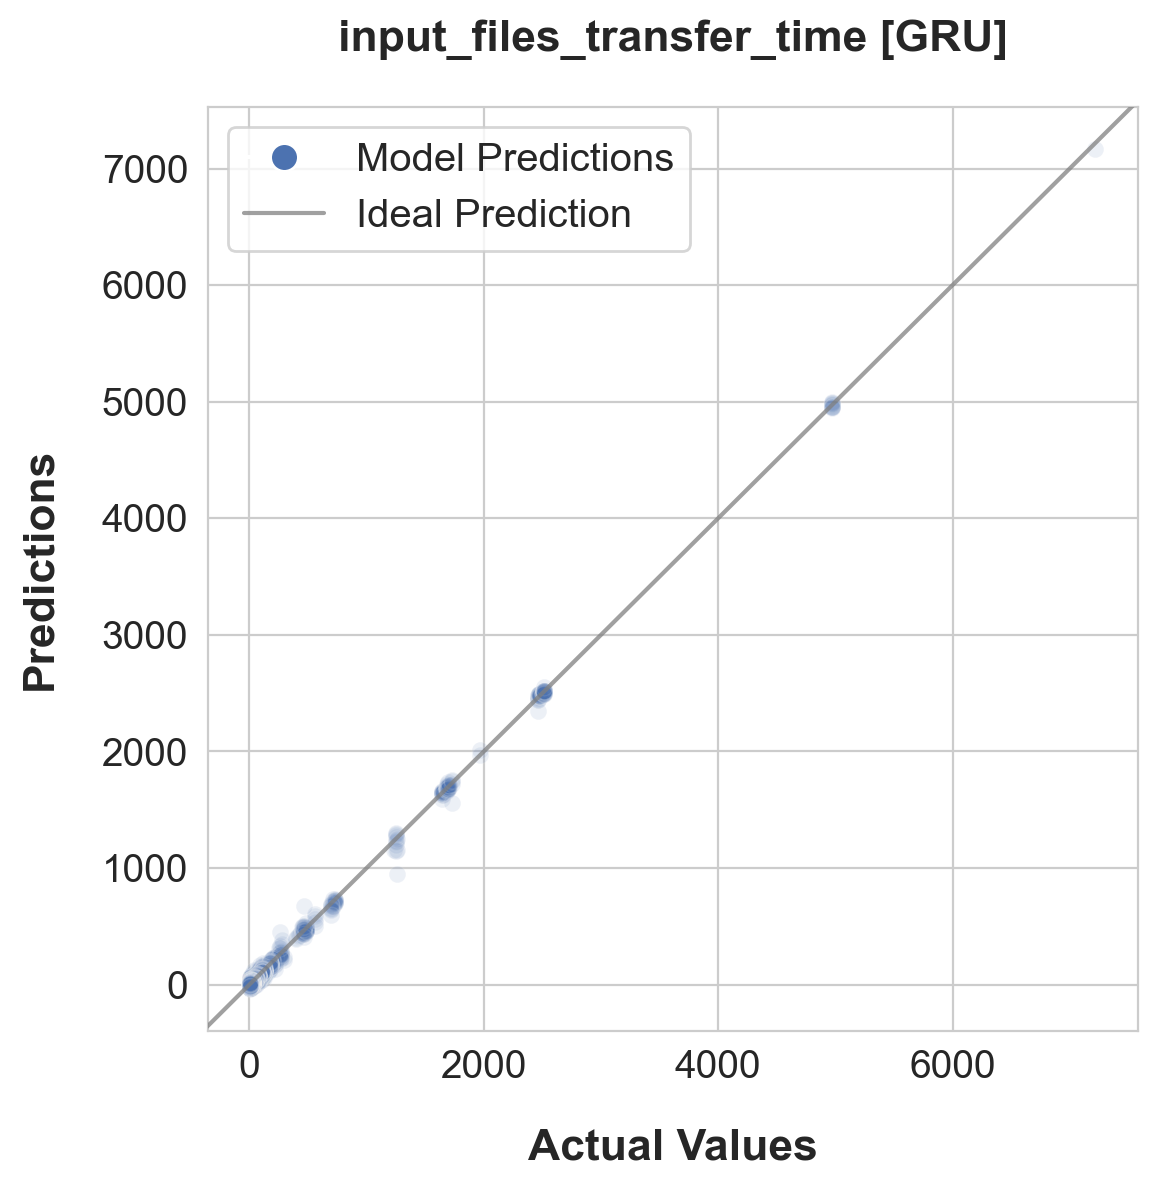 input_files_transfer_time [GRU]
Model Predictions
Ideal Prediction
7000
6000
5000
4000
3000
2000
1000
0
Predictions
0 2000 4000 6000
Actual Values